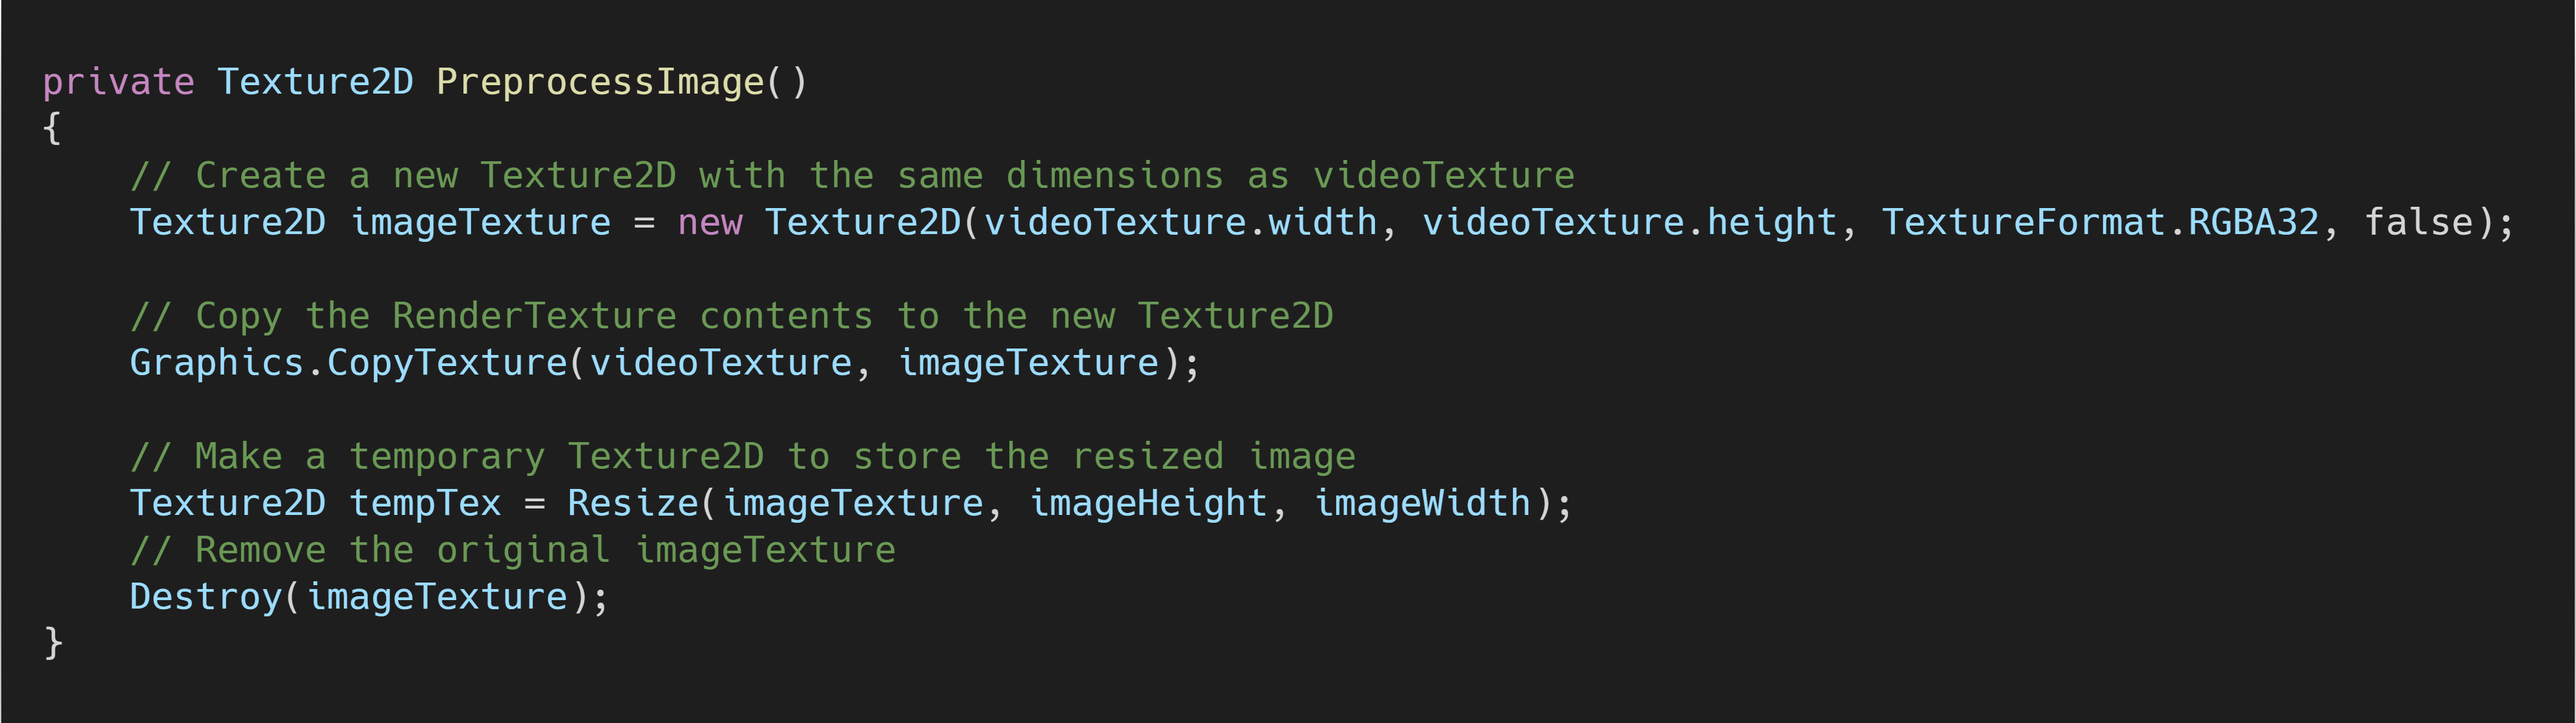 private Texture2D PreprocessImage()
{
    // Create a new Texture2D with the same dimensions as videoTexture
    Texture2D imageTexture = new Texture2D(videoTexture.width, videoTexture.height, TextureFormat.RGBA32, false);

    // Copy the RenderTexture contents to the new Texture2D
    Graphics.CopyTexture(videoTexture, imageTexture);

    // Make a temporary Texture2D to store the resized image
    Texture2D tempTex = Resize(imageTexture, imageHeight, imageWidth);
    // Remove the original imageTexture
    Destroy(imageTexture);
}